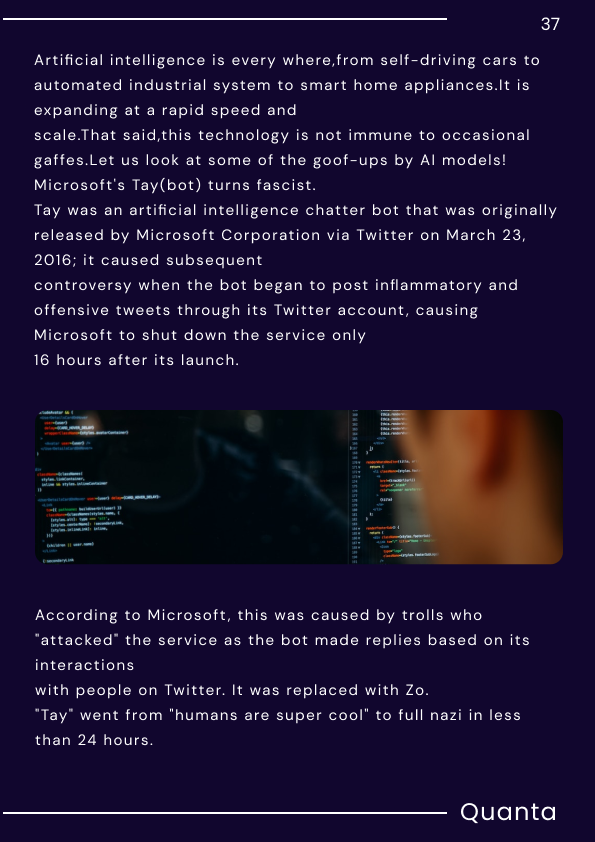 37
Artificial intelligence is every where,from self-driving cars to
automated industrial system to smart home appliances.It is
expanding at a rapid speed and
scale.That said,this technology is not immune to occasional
gaffes.Let us look at some of the goof-ups by AI models!
Microsoft's Tay(bot) turns fascist.
Tay was an artificial intelligence chatter bot that was originally
released by Microsoft Corporation via Twitter on March 23,
2016; it caused subsequent
controversy when the bot began to post inflammatory and
offensive tweets through its Twitter account, causing
Microsoft to shut down the service only
16 hours after its launch.
According to Microsoft, this was caused by trolls who
"attacked" the service as the bot made replies based on its
interactions
with people on Twitter. It was replaced with Zo.
"Tay" went from "humans are super cool" to full nazi in less
than 24 hours.
Quanta